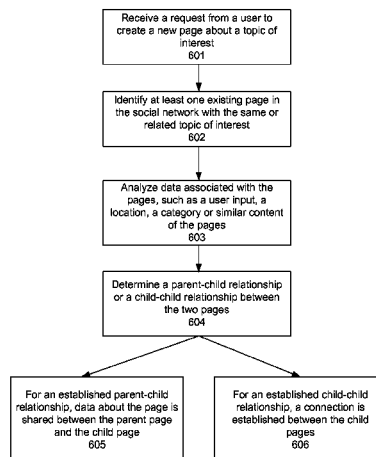 Receive a request from a user to
create a new page about a topic of
interest
601
Identify at least one existing page in
the social network with the same or
related topic of interest
602
Analyze data associated with the
pages, such as a user input, a
location, a category or similar content
of the pages
603
Determine a parent-child relationship
or a child-child relationship between
the two pages
604
For an established parent-child
relationship, data about the page is
shared between the parent page
and the child page
605
For an established child-child
relationship, a connection is
established between the child
pages
606